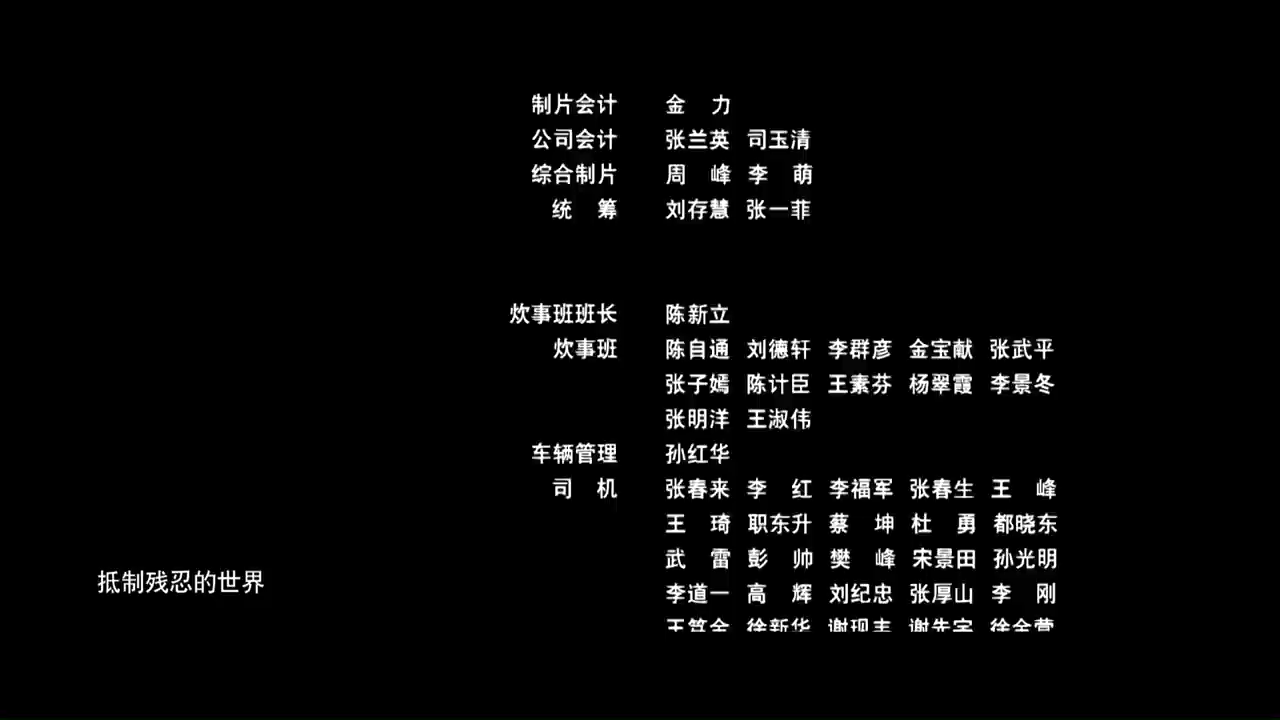 制片会计 金 力
公司会计 张兰英 司玉清
综合制片 周 峰 李 萌
统 筹 刘存慧 张一菲
炊事班班长 陈新立
炊事班 陈自通 刘德轩 李群彦 金宝献 张武平
张子嫣 陈计臣 王素芬 杨翠霞 李景冬
张明洋 王淑伟
车辆管理 孙红华
司 机 张春来 李 红 李福军 张春生 王 峰
王 琦 职东升 蔡 坤 杜 勇 都晓东
武 雷 彭 帅 樊 峰 宋景田 孙光明
抵制残忍的世界
李道一 高 辉 刘纪忠 张厚山 李 刚
徐新华